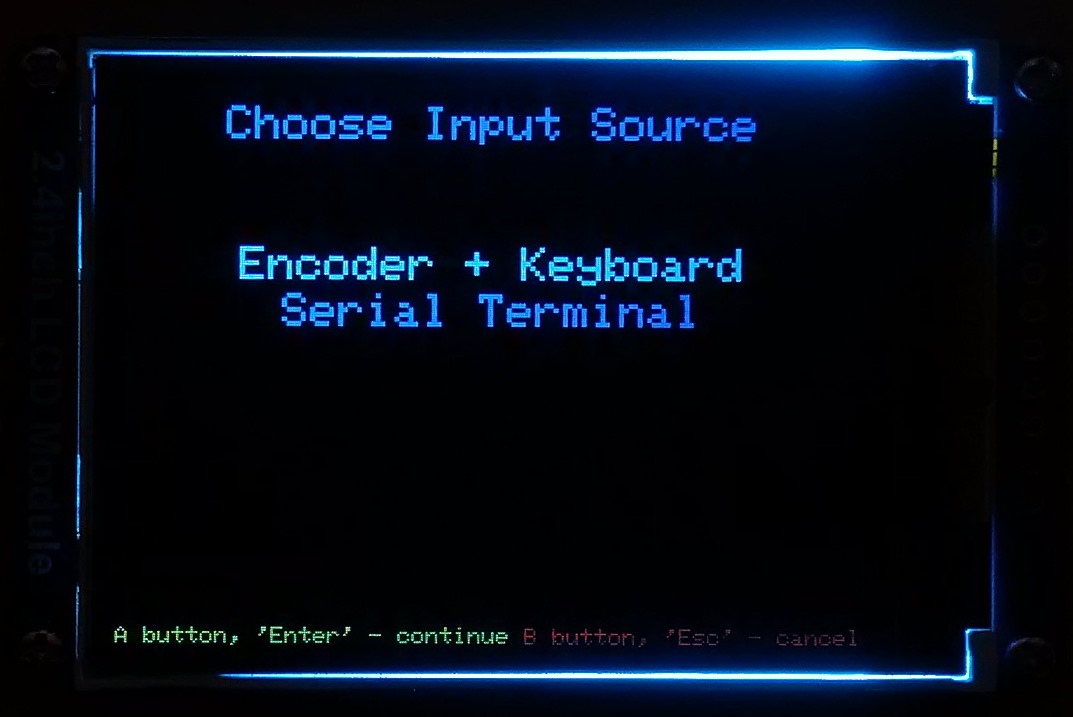 Choose Input Source
Encoder + Keyboard
Serial Terminal
A button, 'Enter' - continue B button, 'Esc' - cancel
2.4inch LCD Module